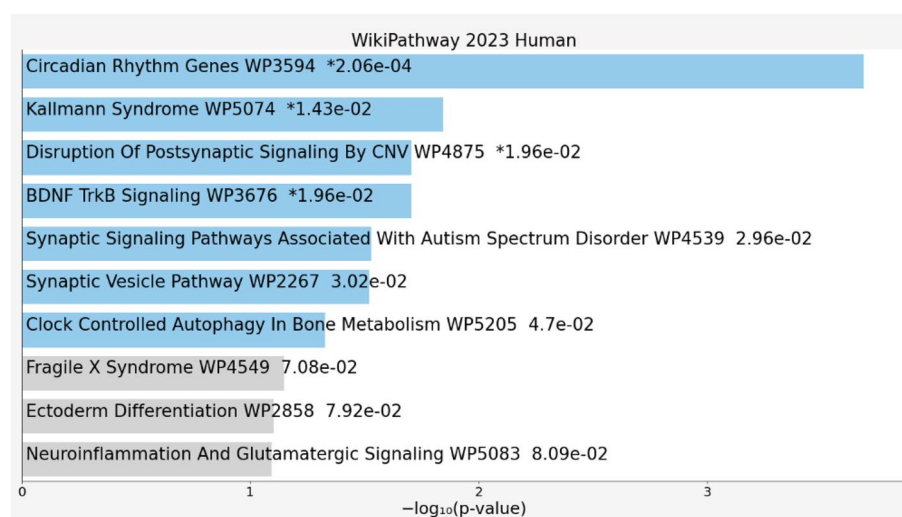 WikiPathway 2023 Human
Circadian Rhythm Genes WP3594 *2.06e-04
Kallmann Syndrome WP5074 *1.43e-02
Disruption Of Postsynaptic Signaling By CNV WP4875 *1.96e-02
BDNF TrkB Signaling WP3676 *1.96e-02
Synaptic Signaling Pathways Associated With Autism Spectrum Disorder WP4539 2.96e-02
Synaptic Vesicle Pathway WP2267 3.02e-02
Clock Controlled Autophagy In Bone Metabolism WP5205 4.7e-02
Fragile X Syndrome WP4549 7.08e-02
Ectoderm Differentiation WP2858 7.92e-02
Neuroinflammation And Glutamatergic Signaling WP5083 8.09e-02
0 1 2 3
−log₁₀(p-value)